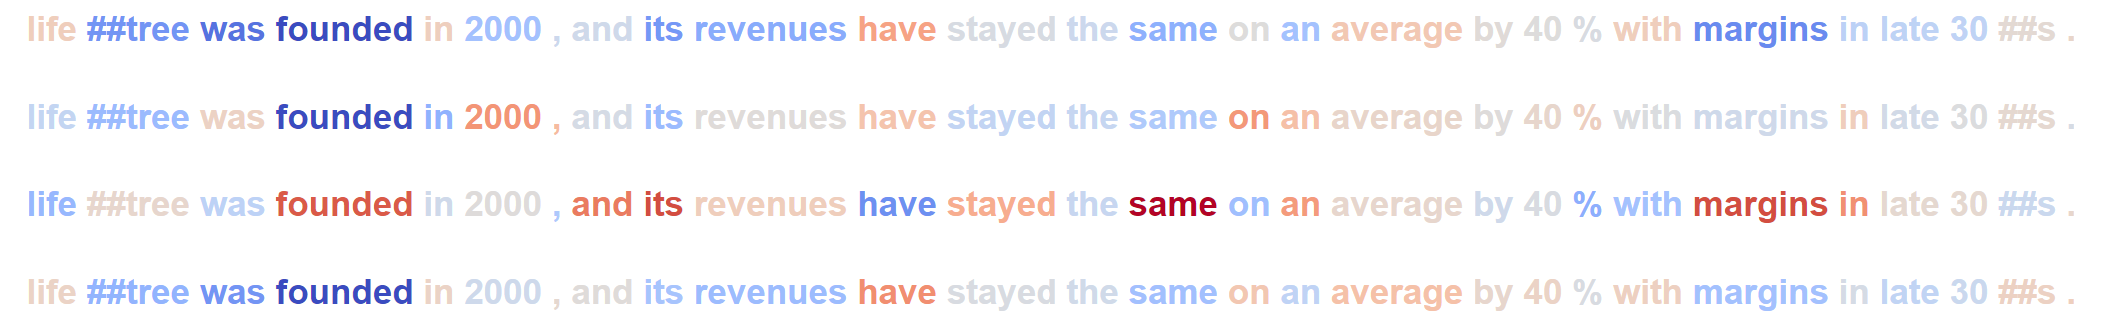 life ##tree was founded in 2000 , and its revenues have stayed the same on an average by 40 % with margins in late 30 ##s .
life ##tree was founded in 2000 , and its revenues have stayed the same on an average by 40 % with margins in late 30 ##s .
life ##tree was founded in 2000 , and its revenues have stayed the same on an average by 40 % with margins in late 30 ##s .
life ##tree was founded in 2000 , and its revenues have stayed the same on an average by 40 % with margins in late 30 ##s .